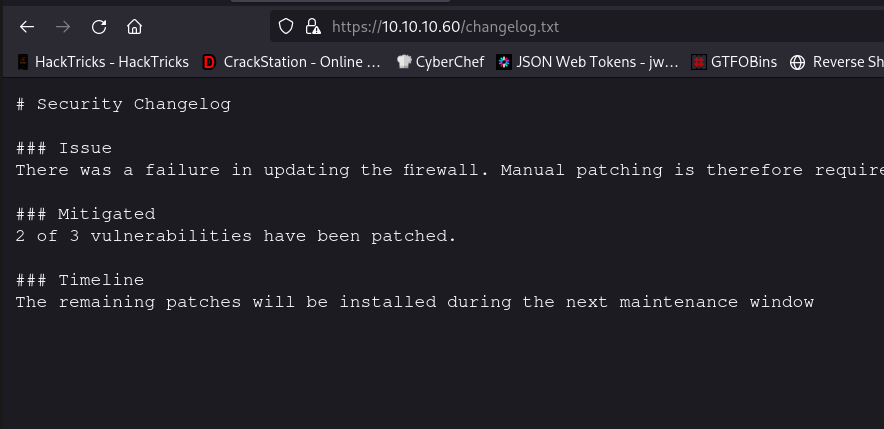 https://10.10.10.60/changelog.txt
HackTricks - HackTricks CrackStation - Online ... CyberChef JSON Web Tokens - jw... GTFOBins Reverse Sh
# Security Changelog
### Issue
There was a failure in updating the firewall. Manual patching is therefore require
### Mitigated
2 of 3 vulnerabilities have been patched.
### Timeline
The remaining patches will be installed during the next maintenance window